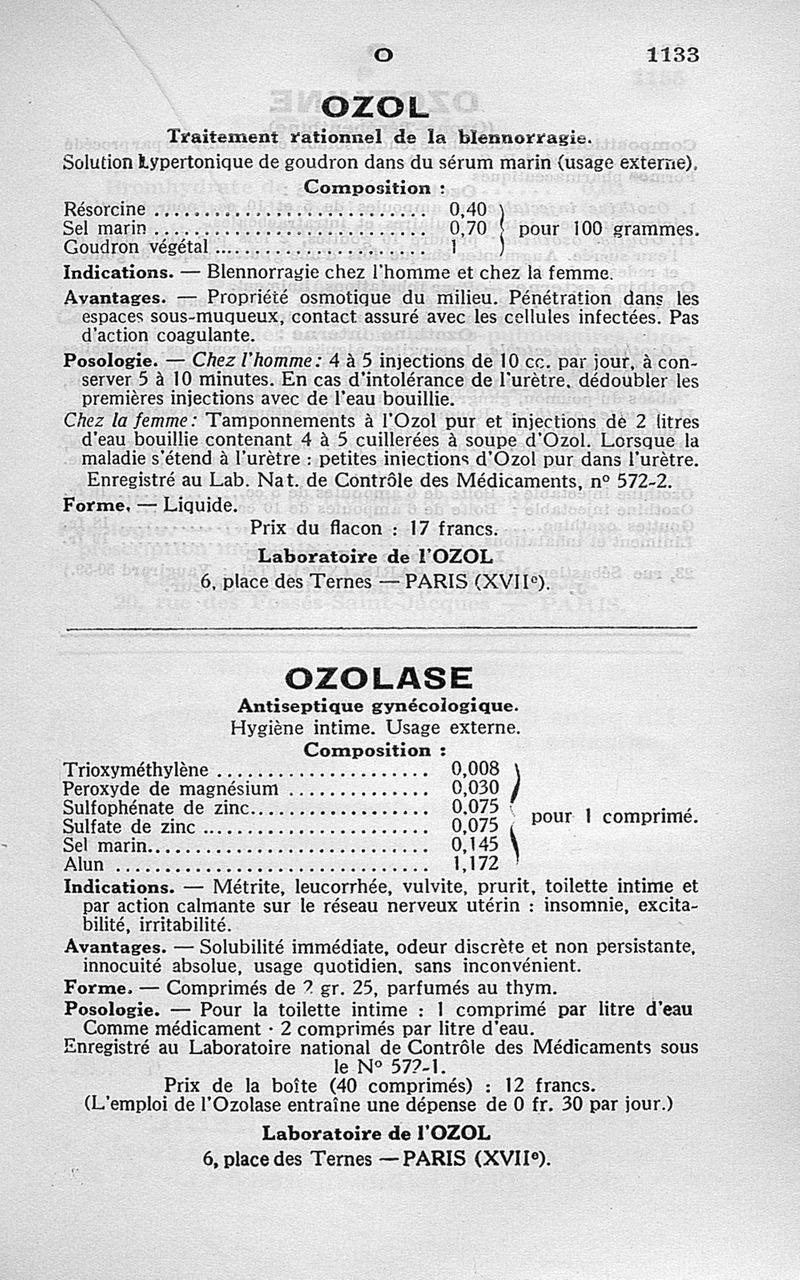 O 1133
OZOL
Traitement rationnel de la blennorragie.
Solution hypertonique de goudron dans du sérum marin (usage externe).
Composition :
Résorcine ........................... 0,40
Sel marin ........................... 0,70 pour 100 grammes.
Goudron végétal ..................... 1
Indications. — Blennorragie chez l'homme et chez la femme.
Avantages. — Propriété osmotique du milieu. Pénétration dans les
espaces sous-muqueux, contact assuré avec les cellules infectées. Pas
d'action coagulante.
Posologie. — Chez l'homme : 4 à 5 injections de 10 cc. par jour, à con-
server 5 à 10 minutes. En cas d'intolérance de l'urètre, dédoubler les
premières injections avec de l'eau bouillie.
Chez la femme : Tamponnements à l'Ozol pur et injections de 2 litres
d'eau bouillie contenant 4 à 5 cuillerées à soupe d'Ozol. Lorsque la
maladie s'étend à l'urètre : petites injections d'Ozol pur dans l'urètre.
Enregistré au Lab. Nat. de Contrôle des Médicaments, n° 572-2.
Forme. — Liquide.
Prix du flacon : 17 francs.
Laboratoire de l'OZOL
6, place des Ternes — PARIS (XVIIe).
OZOLASE
Antiseptique gynécologique.
Hygiène intime. Usage externe.
Composition :
Trioxyméthylène ..................... 0,008
Peroxyde de magnésium .............. 0,030
Sulfophénate de zinc.................. 0,075
Sulfate de zinc ...................... 0,075 pour 1 comprimé.
Sel marin............................ 0,145
Alun ............................... 1,172
Indications. — Métrite, leucorrhée, vulvite, prurit, toilette intime et
par action calmante sur le réseau nerveux utérin : insomnie, excita-
bilité, irritabilité.
Avantages. — Solubilité immédiate, odeur discrète et non persistante,
innocuité absolue, usage quotidien, sans inconvénient.
Forme. — Comprimés de 2 gr. 25, parfumés au thym.
Posologie. — Pour la toilette intime : 1 comprimé par litre d'eau
Comme médicament · 2 comprimés par litre d'eau.
Enregistré au Laboratoire national de Contrôle des Médicaments sous
le N° 572-1.
Prix de la boîte (40 comprimés) : 12 francs.
(L'emploi de l'Ozolase entraîne une dépense de 0 fr. 30 par jour.)
Laboratoire de l'OZOL
6, place des Ternes — PARIS (XVIIe).